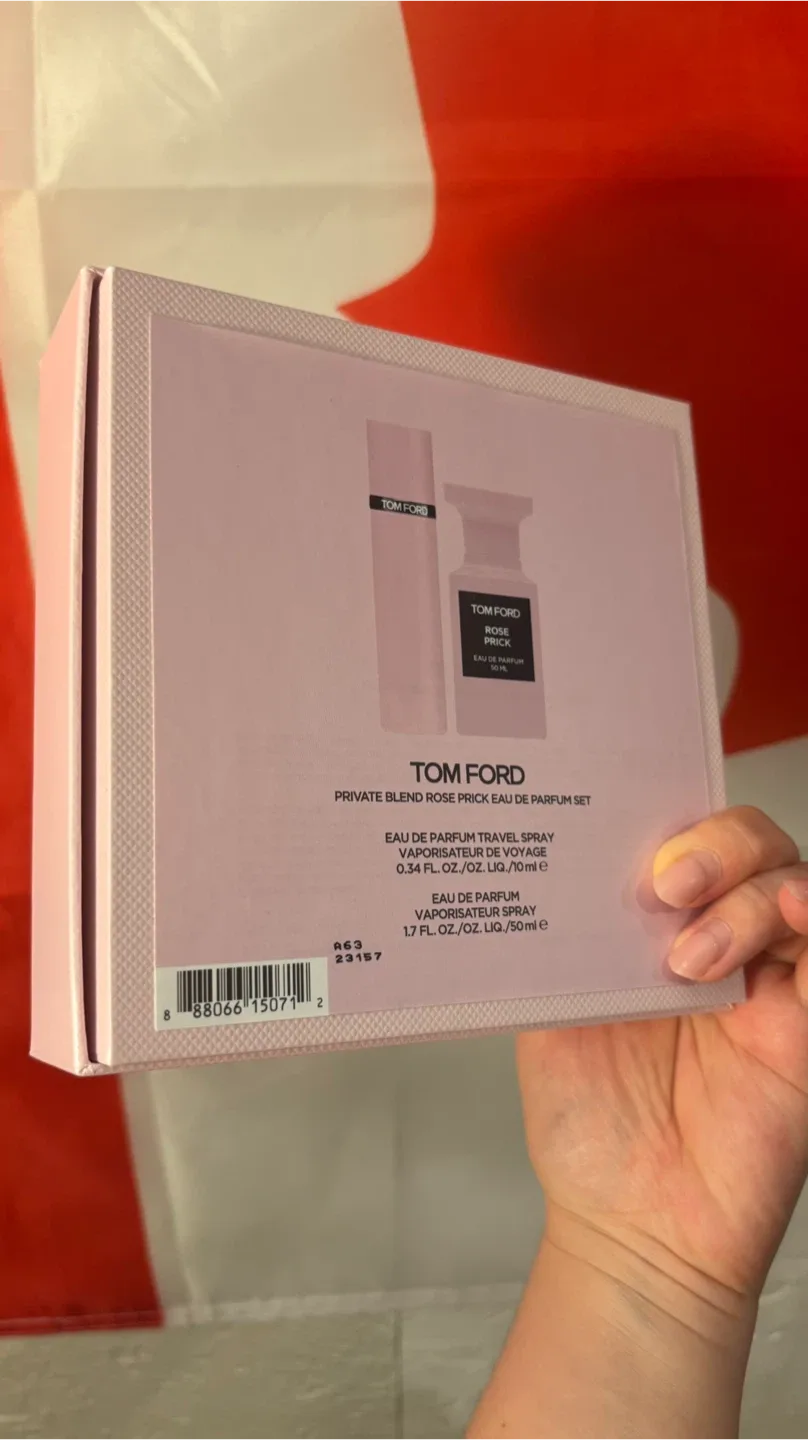 TOM FORD
TOM FORD
ROSE
PRICK
EAU DE PARFUM
50 ML
TOM FORD
PRIVATE BLEND ROSE PRICK EAU DE PARFUM SET
EAU DE PARFUM TRAVEL SPRAY
VAPORISATEUR DE VOYAGE
0.34 FL. OZ./OZ. LIQ./10 ml ℮
EAU DE PARFUM
VAPORISATEUR SPRAY
1.7 FL. OZ./OZ. LIQ./50 ml ℮
A63
23157
8 88066 15071 2